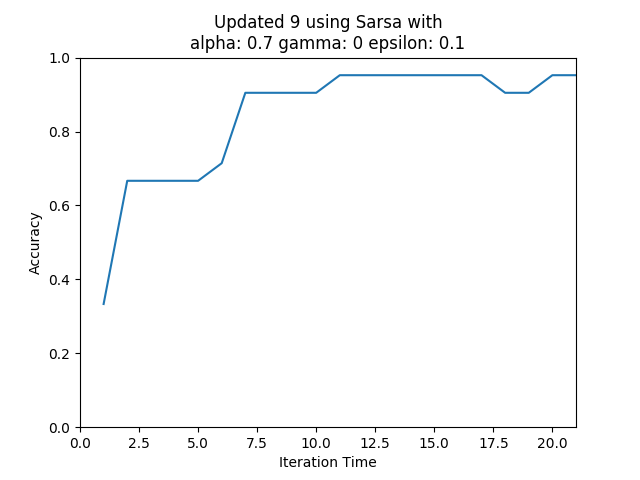 Updated 9 using Sarsa with
alpha: 0.7 gamma: 0 epsilon: 0.1
1.0
0.8
0.6
0.4
0.2
0.0
Accuracy
0.0 2.5 5.0 7.5 10.0 12.5 15.0 17.5 20.0
Iteration Time